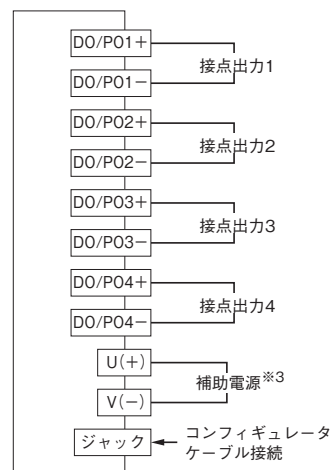 DO/PO1+
接点出力1
DO/PO1−
DO/PO2+
接点出力2
DO/PO2−
DO/PO3+
接点出力3
DO/PO3−
DO/PO4+
接点出力4
DO/PO4−
U(+)
補助電源※3
V(−)
ジャック
コンフィギュレータ
ケーブル接続